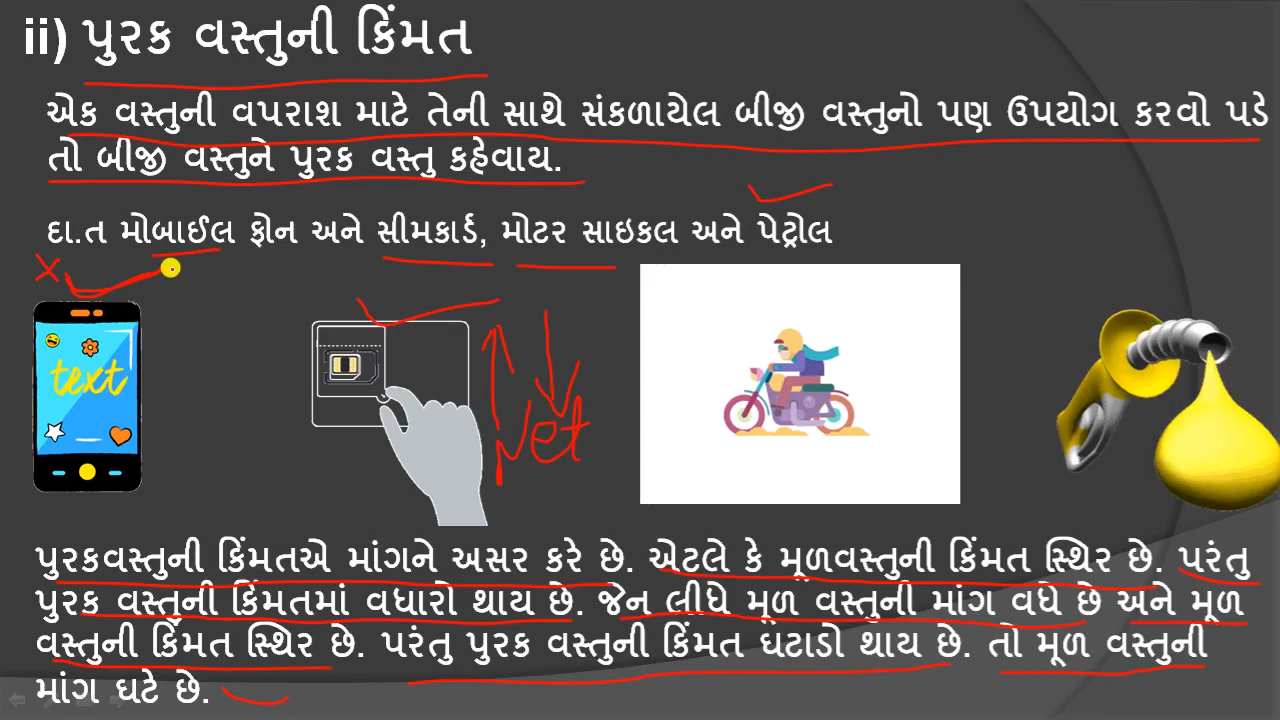 ii) પુરક વસ્તુની કિંમત
એક વસ્તુની વપરાશ માટે તેની સાથે સંકળાયેલ બીજી વસ્તુનો પણ ઉપયોગ કરવો પડે
તો બીજી વસ્તુને પુરક વસ્તુ કહેવાય.
દા.ત મોબાઈલ ફોન અને સીમકાર્ડ, મોટર સાઇકલ અને પેટ્રોલ
text
Net
પુરકવસ્તુની કિંમતએ માંગને અસર કરે છે. એટલે કે મૂળવસ્તુની કિંમત સ્થિર છે. પરંતુ
પુરક વસ્તુની કિંમતમાં વધારો થાય છે. જેન લીધે મૂળ વસ્તુની માંગ વધે છે અને મૂળ
વસ્તુની કિંમત સ્થિર છે. પરંતુ પુરક વસ્તુની કિંમત ઘટાડો થાય છે. તો મૂળ વસ્તુની
માંગ ઘટે છે.